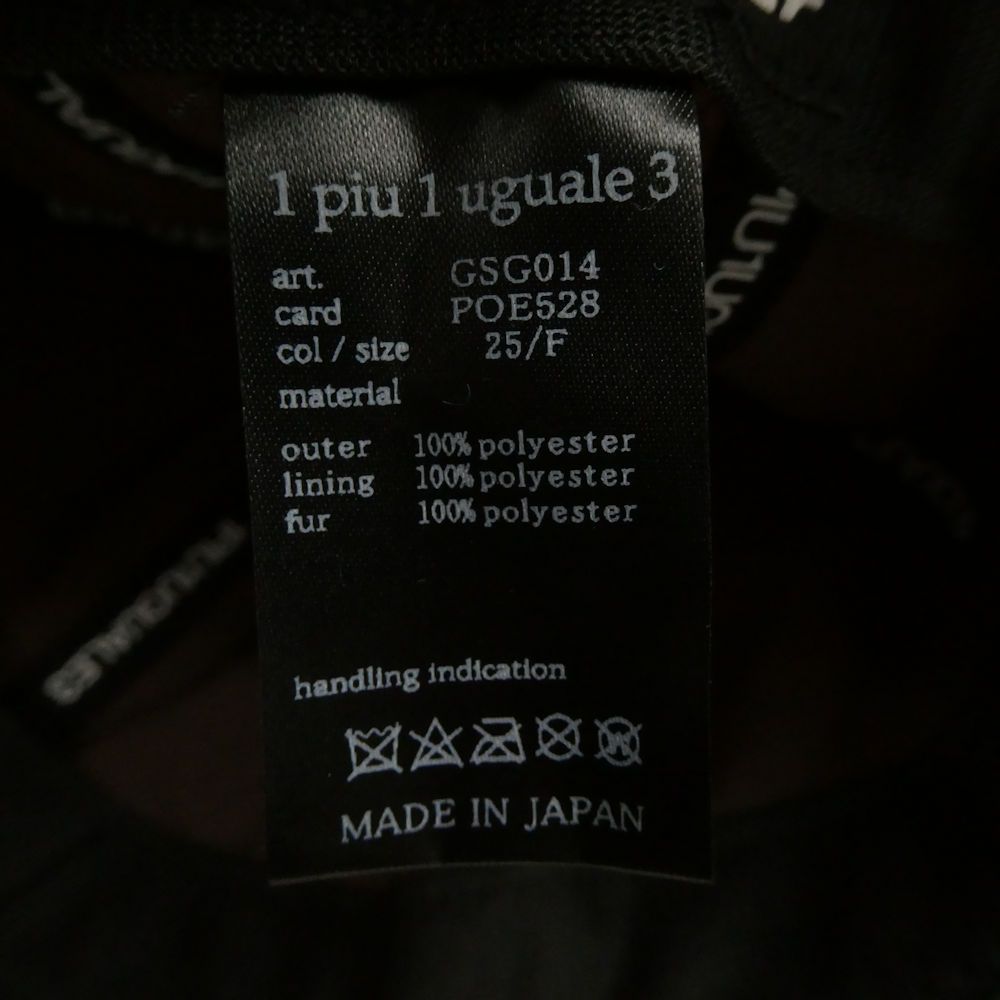 1 piu 1 uguale 3
art. GSG014
card POE528
col / size 25/F
material
outer 100% polyester
lining 100% polyester
fur 100% polyester
handling indication
MADE IN JAPAN